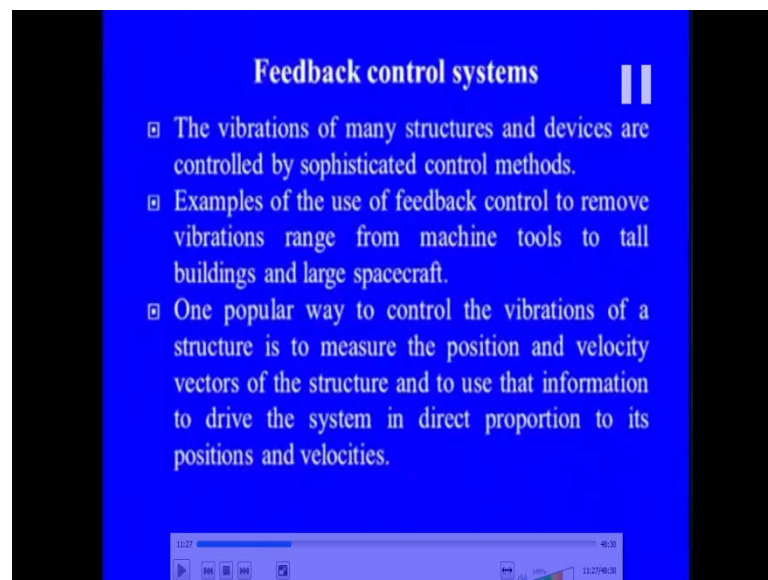 Feedback control systems
The vibrations of many structures and devices are
controlled by sophisticated control methods.
Examples of the use of feedback control to remove
vibrations range from machine tools to tall
buildings and large spacecraft.
One popular way to control the vibrations of a
structure is to measure the position and velocity
vectors of the structure and to use that information
to drive the system in direct proportion to its
positions and velocities.
11:27
48:30
11:27/48:30